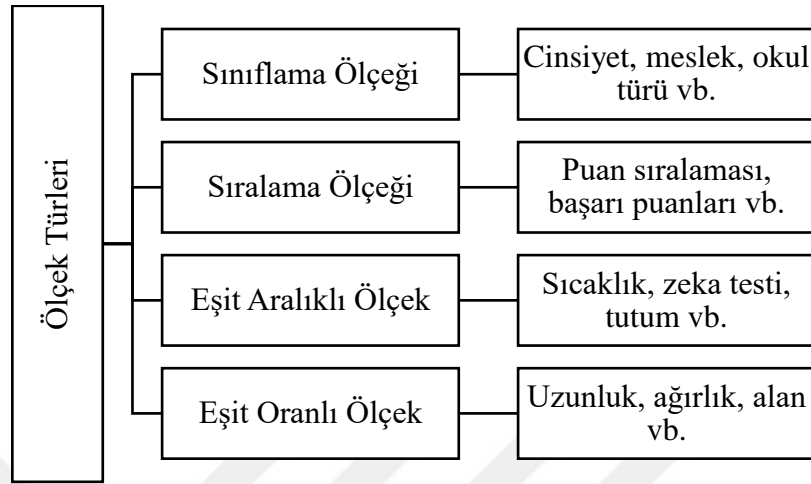 Ölçek Türleri
Sınıflama Ölçeği
Cinsiyet, meslek, okul
türü vb.
Sıralama Ölçeği
Puan sıralaması,
başarı puanları vb.
Eşit Aralıklı Ölçek
Sıcaklık, zeka testi,
tutum vb.
Eşit Oranlı Ölçek
Uzunluk, ağırlık, alan
vb.